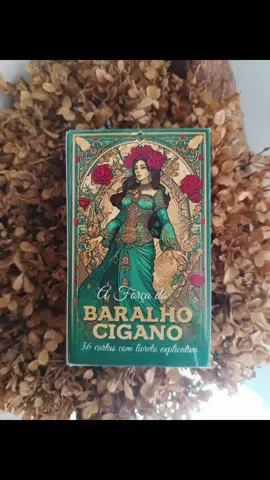 A Força do
BARALHO
CIGANO
36 cartas com livreto explicativo